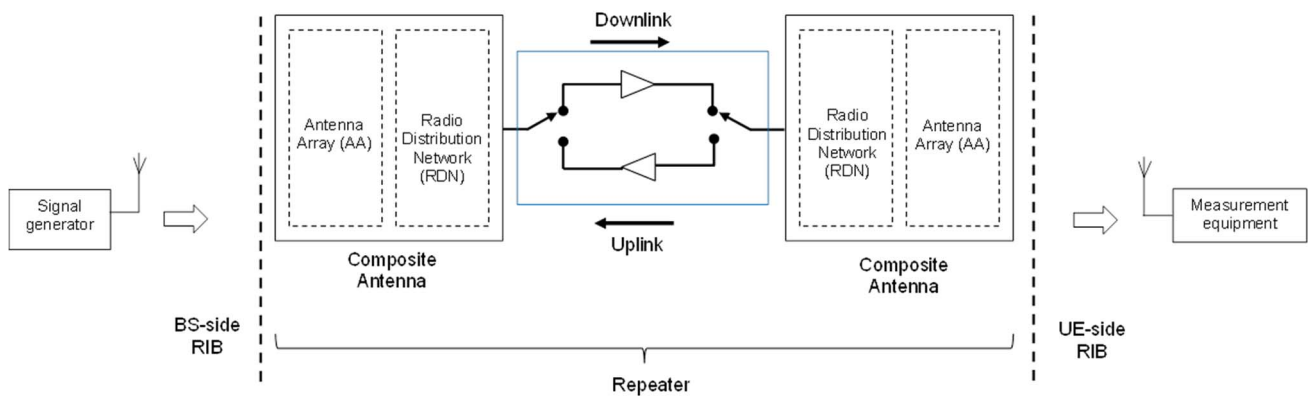 Downlink
Antenna
Array (AA)
Radio
Distribution
Network
(RDN)
Radio
Distribution
Network
(RDN)
Antenna
Array (AA)
Signal
generator
Measurement
equipment
Uplink
Composite
Antenna
Composite
Antenna
BS-side
RIB
UE-side
RIB
Repeater